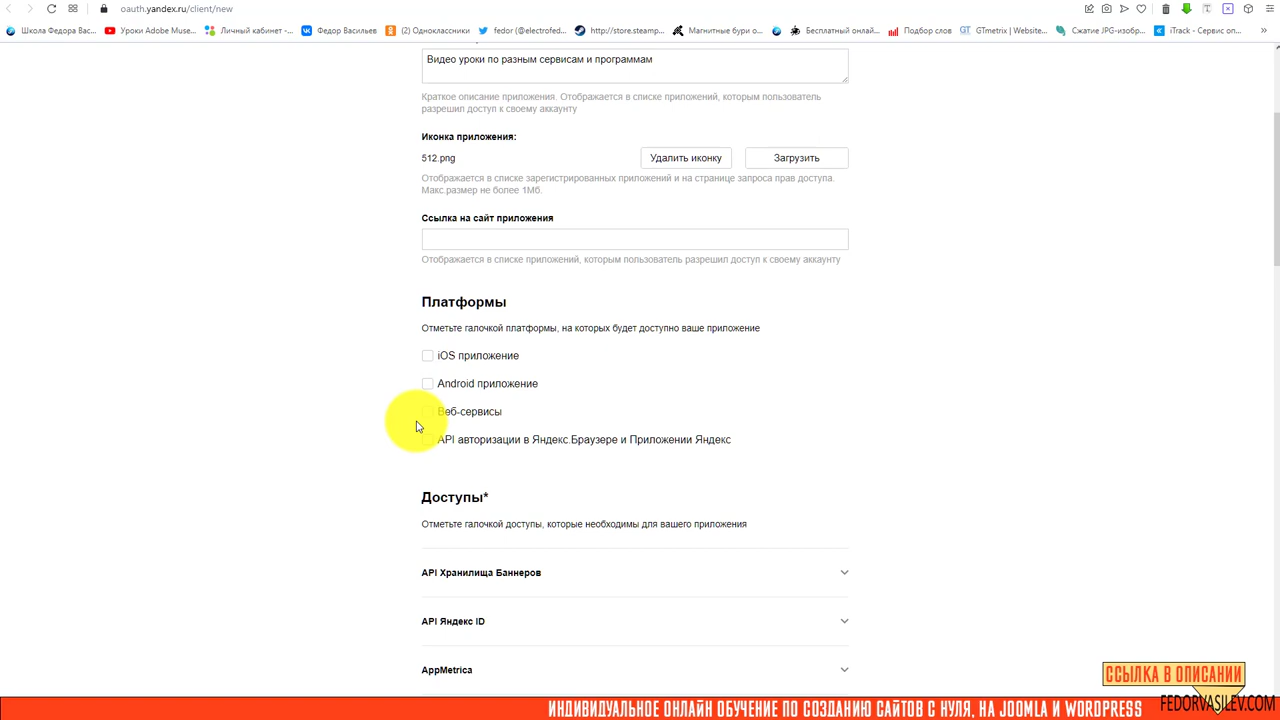 oauth.yandex.ru/client/new
Школа Федора Вас...
Уроки Adobe Muse...
Личный кабинет -...
Федор Васильев
(2) Одноклассники
fedor (@electrofed...
http://store.steamp...
Магнитные бури о...
Бесплатный онлай...
Подбор слов
GT GTmetrix | Website...
Сжатие JPG-изобр...
iTrack - Сервис оп...
Видео уроки по разным сервисам и программам
Краткое описание приложения. Отображается в списке приложений, которым пользователь
разрешил доступ к своему аккаунту
Иконка приложения:
512.png
Удалить иконку
Загрузить
Отображается в списке зарегистрированных приложений и на странице запроса прав доступа.
Макс.размер не более 1Мб.
Ссылка на сайт приложения
Отображается в списке приложений, которым пользователь разрешил доступ к своему аккаунту
Платформы
Отметьте галочкой платформы, на которых будет доступно ваше приложение
iOS приложение
Android приложение
Веб-сервисы
API авторизации в Яндекс.Браузере и Приложении Яндекс
Доступы*
Отметьте галочкой доступы, которые необходимы для вашего приложения
API Хранилища Баннеров
API Яндекс ID
AppMetrica
ССЫЛКА В ОПИСАНИИ
FEDORVASILEV.COM
ИНДИВИДУАЛЬНОЕ ОНЛАЙН ОБУЧЕНИЕ ПО СОЗДАНИЮ САЙТОВ С НУЛЯ, НА JOOMLA И WORDPRESS